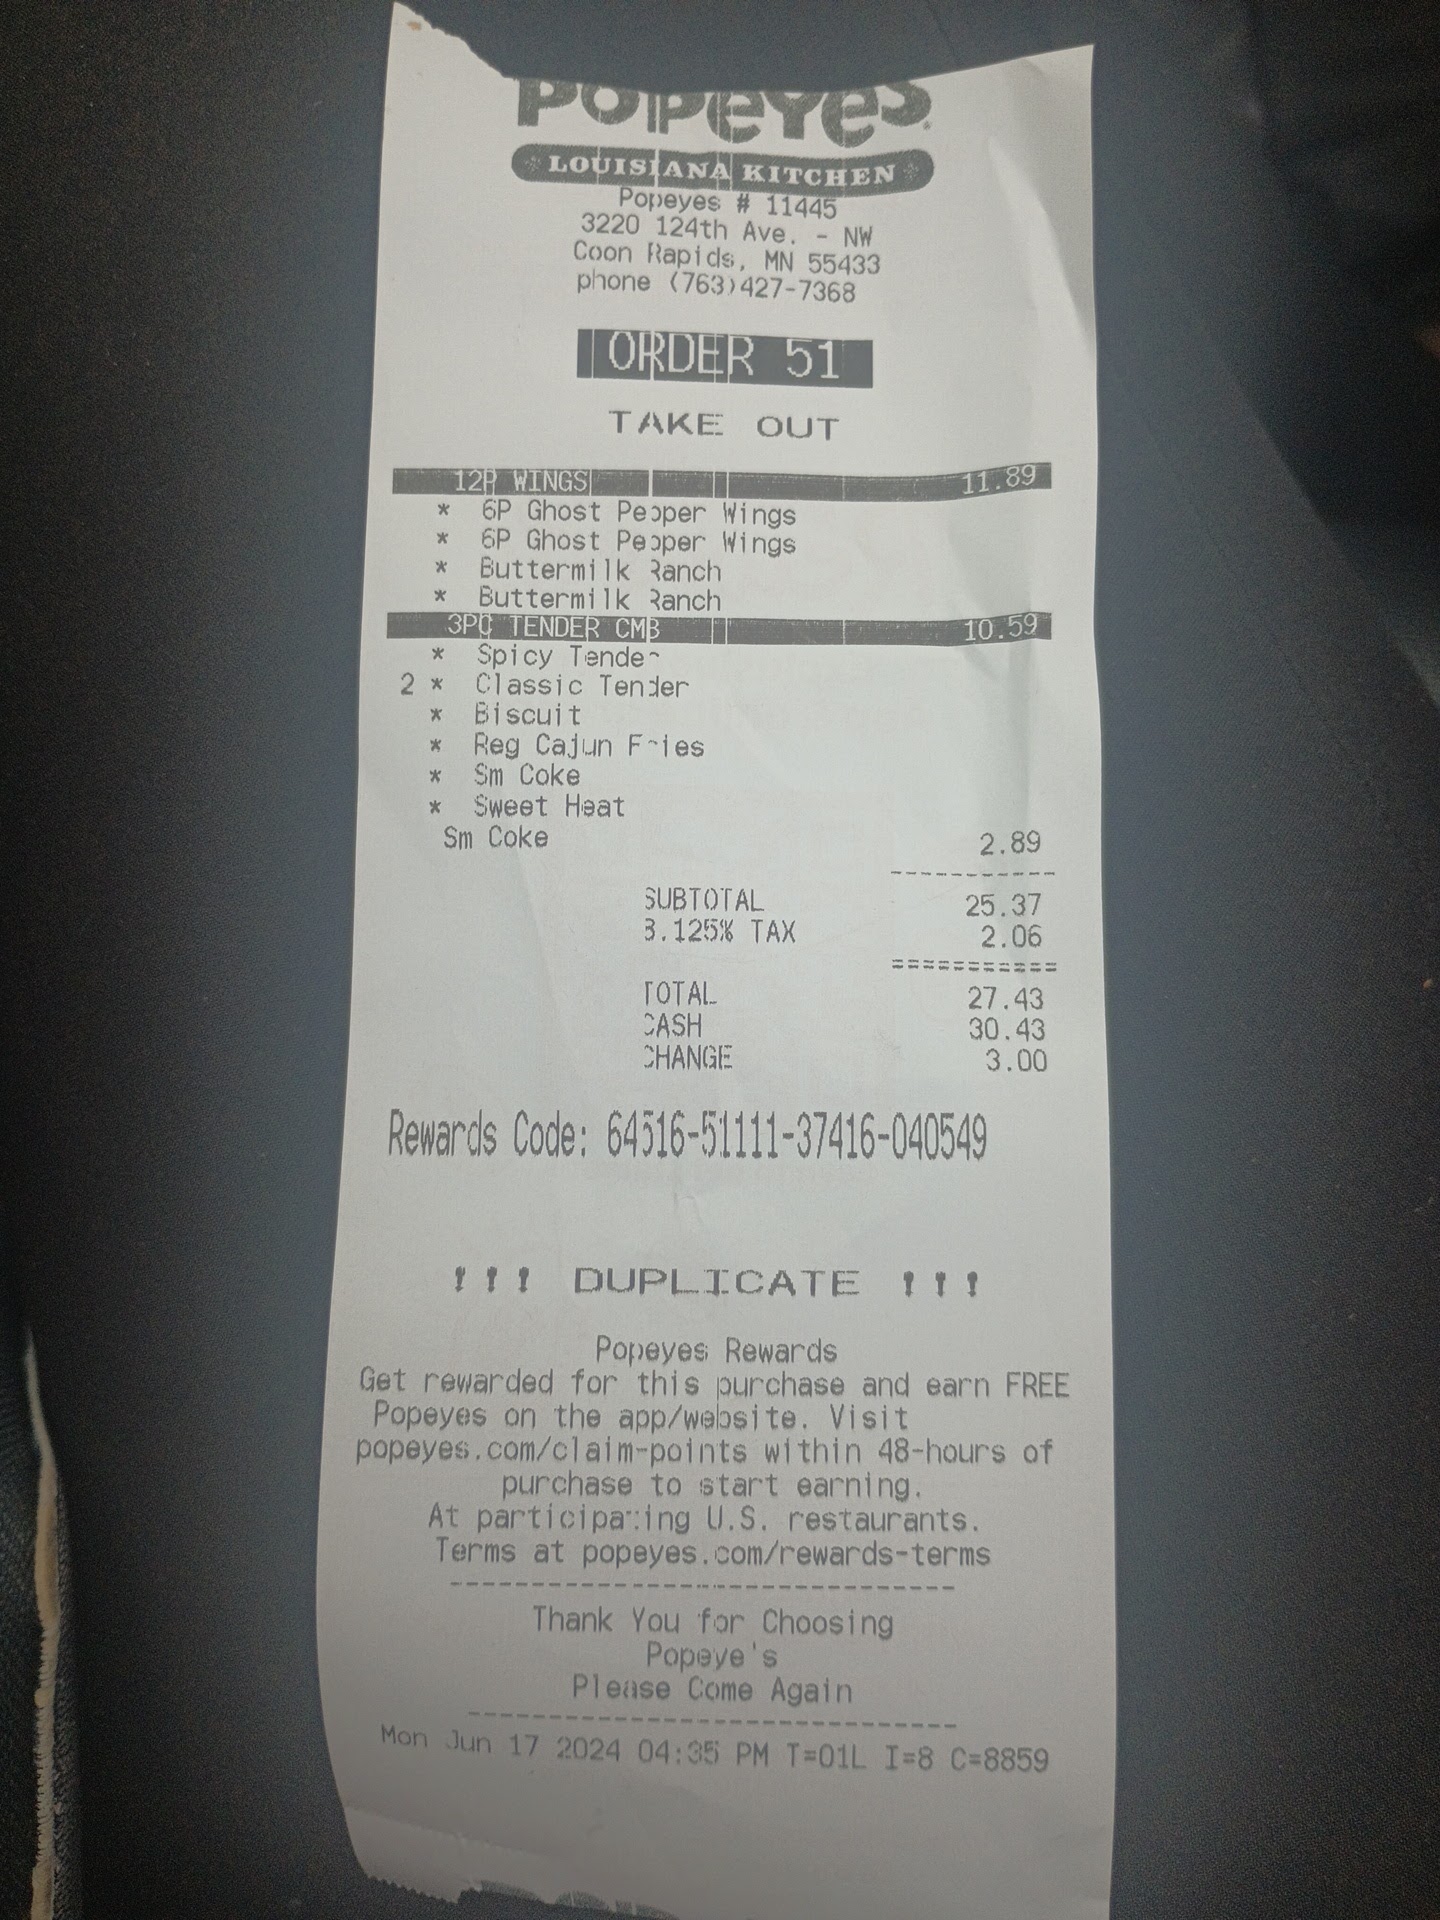 POPEYES
LOUISIANA KITCHEN
Popeyes # 11445
3220 124th Ave. - NW
Coon Rapids, MN 55433
phone (763)427-7368
ORDER 51
TAKE OUT
12P WINGS 11.89
* 6P Ghost Pepper Wings
* 6P Ghost Pepper Wings
* Buttermilk Ranch
* Buttermilk Ranch
3PC TENDER CMB 10.59
* Spicy Tender
2 * Classic Tender
* Biscuit
* Reg Cajun Fries
* Sm Coke
* Sweet Heat
Sm Coke 2.89
-----------
SUBTOTAL 25.37
8.125% TAX 2.06
===========
TOTAL 27.43
CASH 30.43
CHANGE 3.00
Rewards Code: 64516-51111-37416-040549
!!! DUPLICATE !!!
Popeyes Rewards
Get rewarded for this purchase and earn FREE
Popeyes on the app/website. Visit
popeyes.com/claim-points within 48-hours of
purchase to start earning.
At participating U.S. restaurants.
Terms at popeyes.com/rewards-terms
-------------------------------
Thank You for Choosing
Popeye's
Please Come Again
------------------------------
Mon Jun 17 2024 04:35 PM T=01L I=8 C=8859